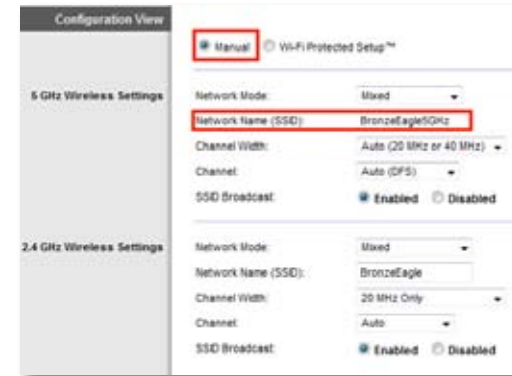 Configuration View
Manual Wi-Fi Protected Setup™
5 GHz Wireless Settings
Network Mode: Mixed
Network Name (SSID): BronzeEagle5GHz
Channel Width: Auto (20 MHz or 40 MHz)
Channel: Auto (DFS)
SSID Broadcast: Enabled Disabled
2.4 GHz Wireless Settings
Network Mode: Mixed
Network Name (SSID): BronzeEagle
Channel Width: 20 MHz Only
Channel: Auto
SSID Broadcast: Enabled Disabled